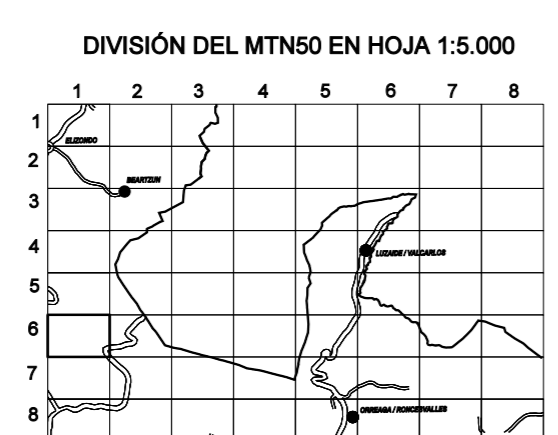 DIVISIÓN DEL MTN50 EN HOJA 1:5.000
1 2 3 4 5 6 7 8
1
ELIZONDO
2
BEARTZUN
3
4
LUZAIDE / VALCARLOS
5
6
7
8
ORREAGA / RONCESVALLES